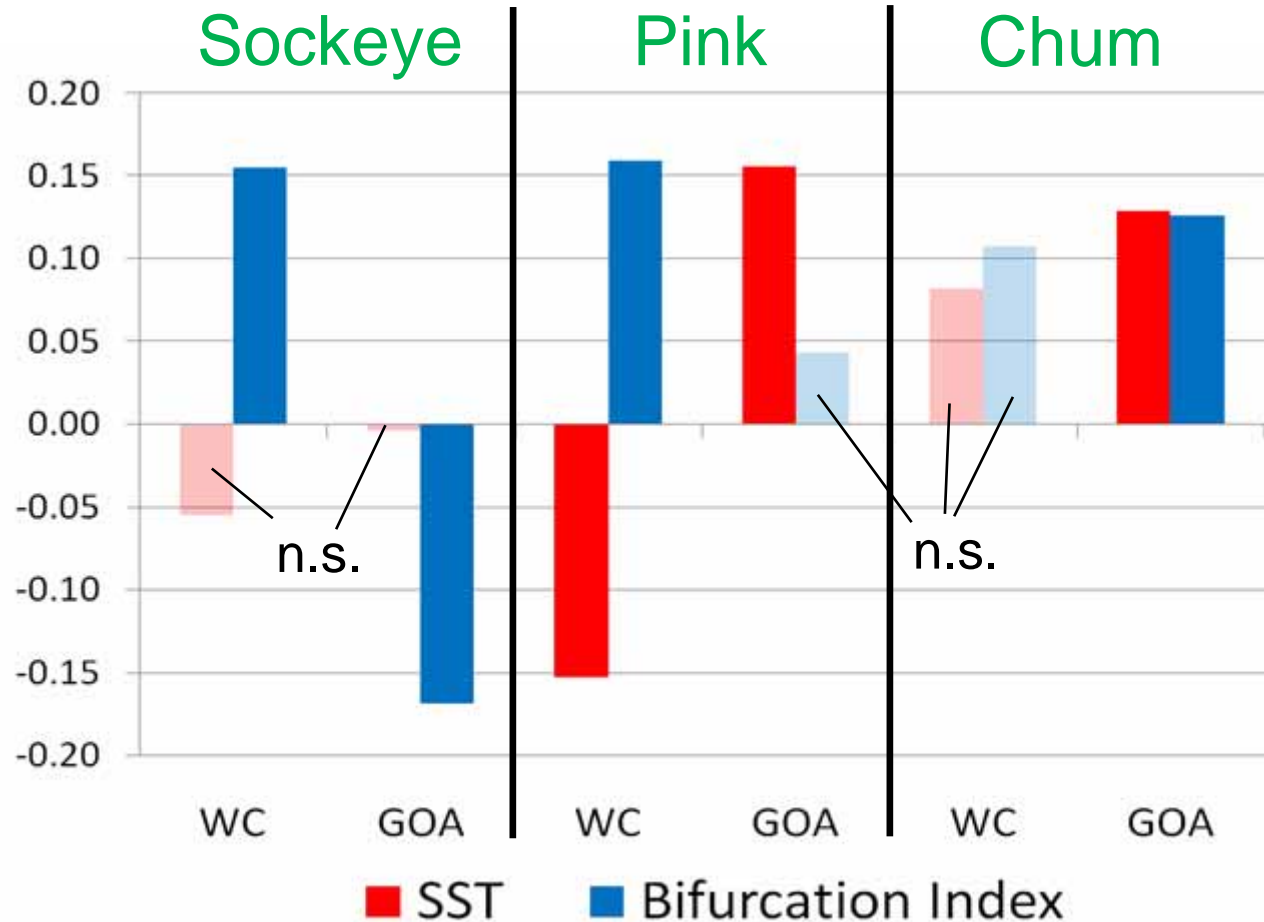 Sockeye Pink Chum
0.20
0.15
0.10
0.05
0.00
-0.05
-0.10
-0.15
-0.20
n.s. n.s.
WC GOA WC GOA WC GOA
SST Bifurcation Index